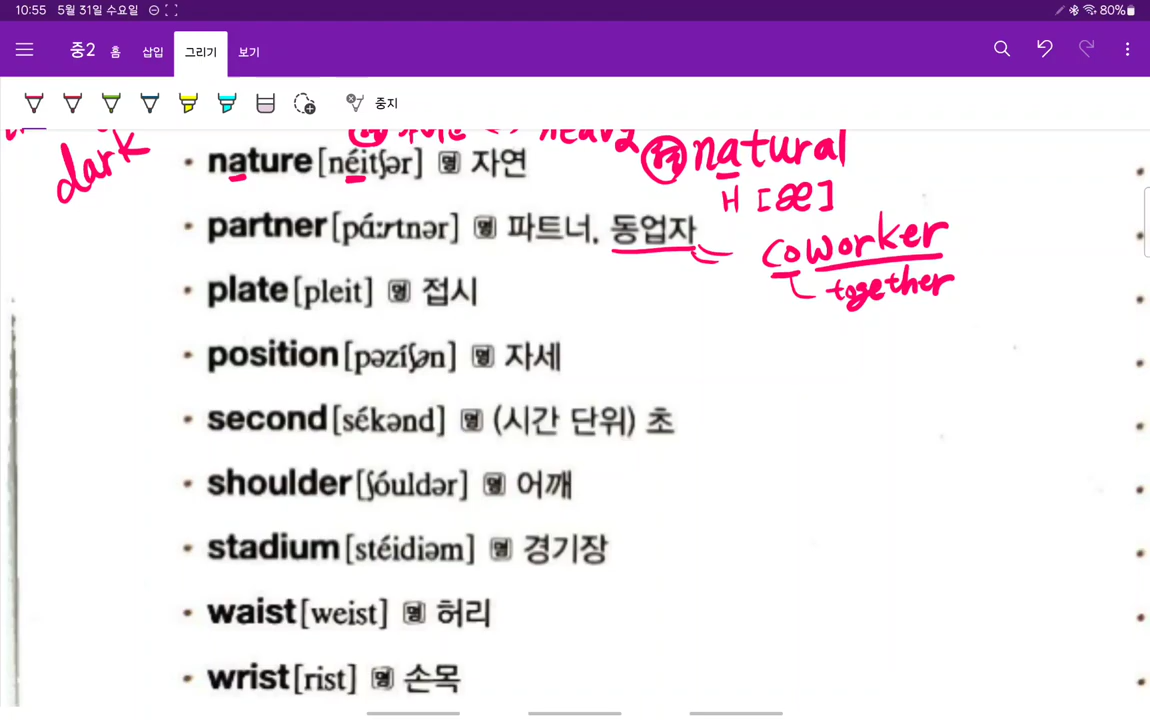 10:55 5월 31일 수요일 80%
중2 홈 삽입 그리기 보기
중지
dark
heavy
natural
ㅐ [æ]
• nature [néitʃər] 명 자연
• partner [pá:rtnər] 명 파트너, 동업자
coworker
together
• plate [pleit] 명 접시
• position [pəzíʃən] 명 자세
• second [sékənd] 명 (시간 단위) 초
• shoulder [ʃóuldər] 명 어깨
• stadium [stéidiəm] 명 경기장
• waist [weist] 명 허리
• wrist [rist] 명 손목